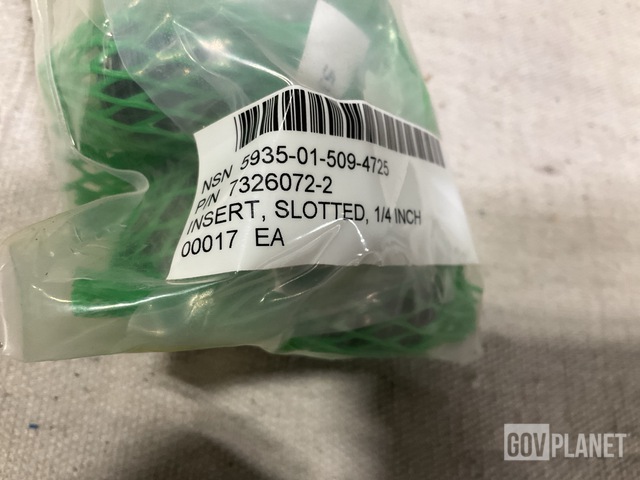 NSN 5935-01-509-4725
P/N 7326072-2
INSERT, SLOTTED, 1/4 INCH
00017 EA
GOVPLANET